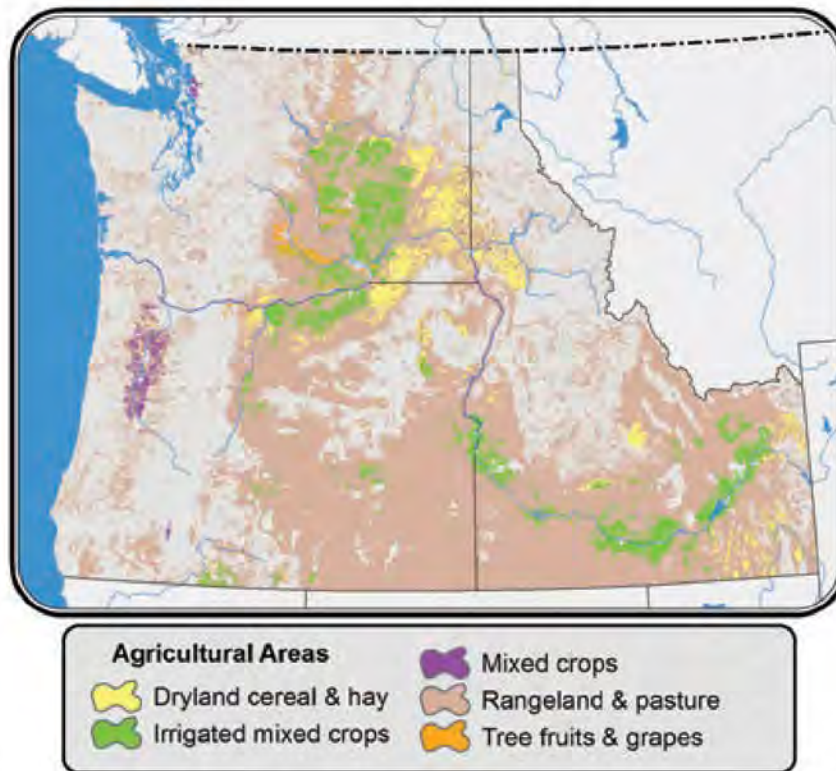 Agricultural Areas
Dryland cereal & hay
Irrigated mixed crops
Mixed crops
Rangeland & pasture
Tree fruits & grapes